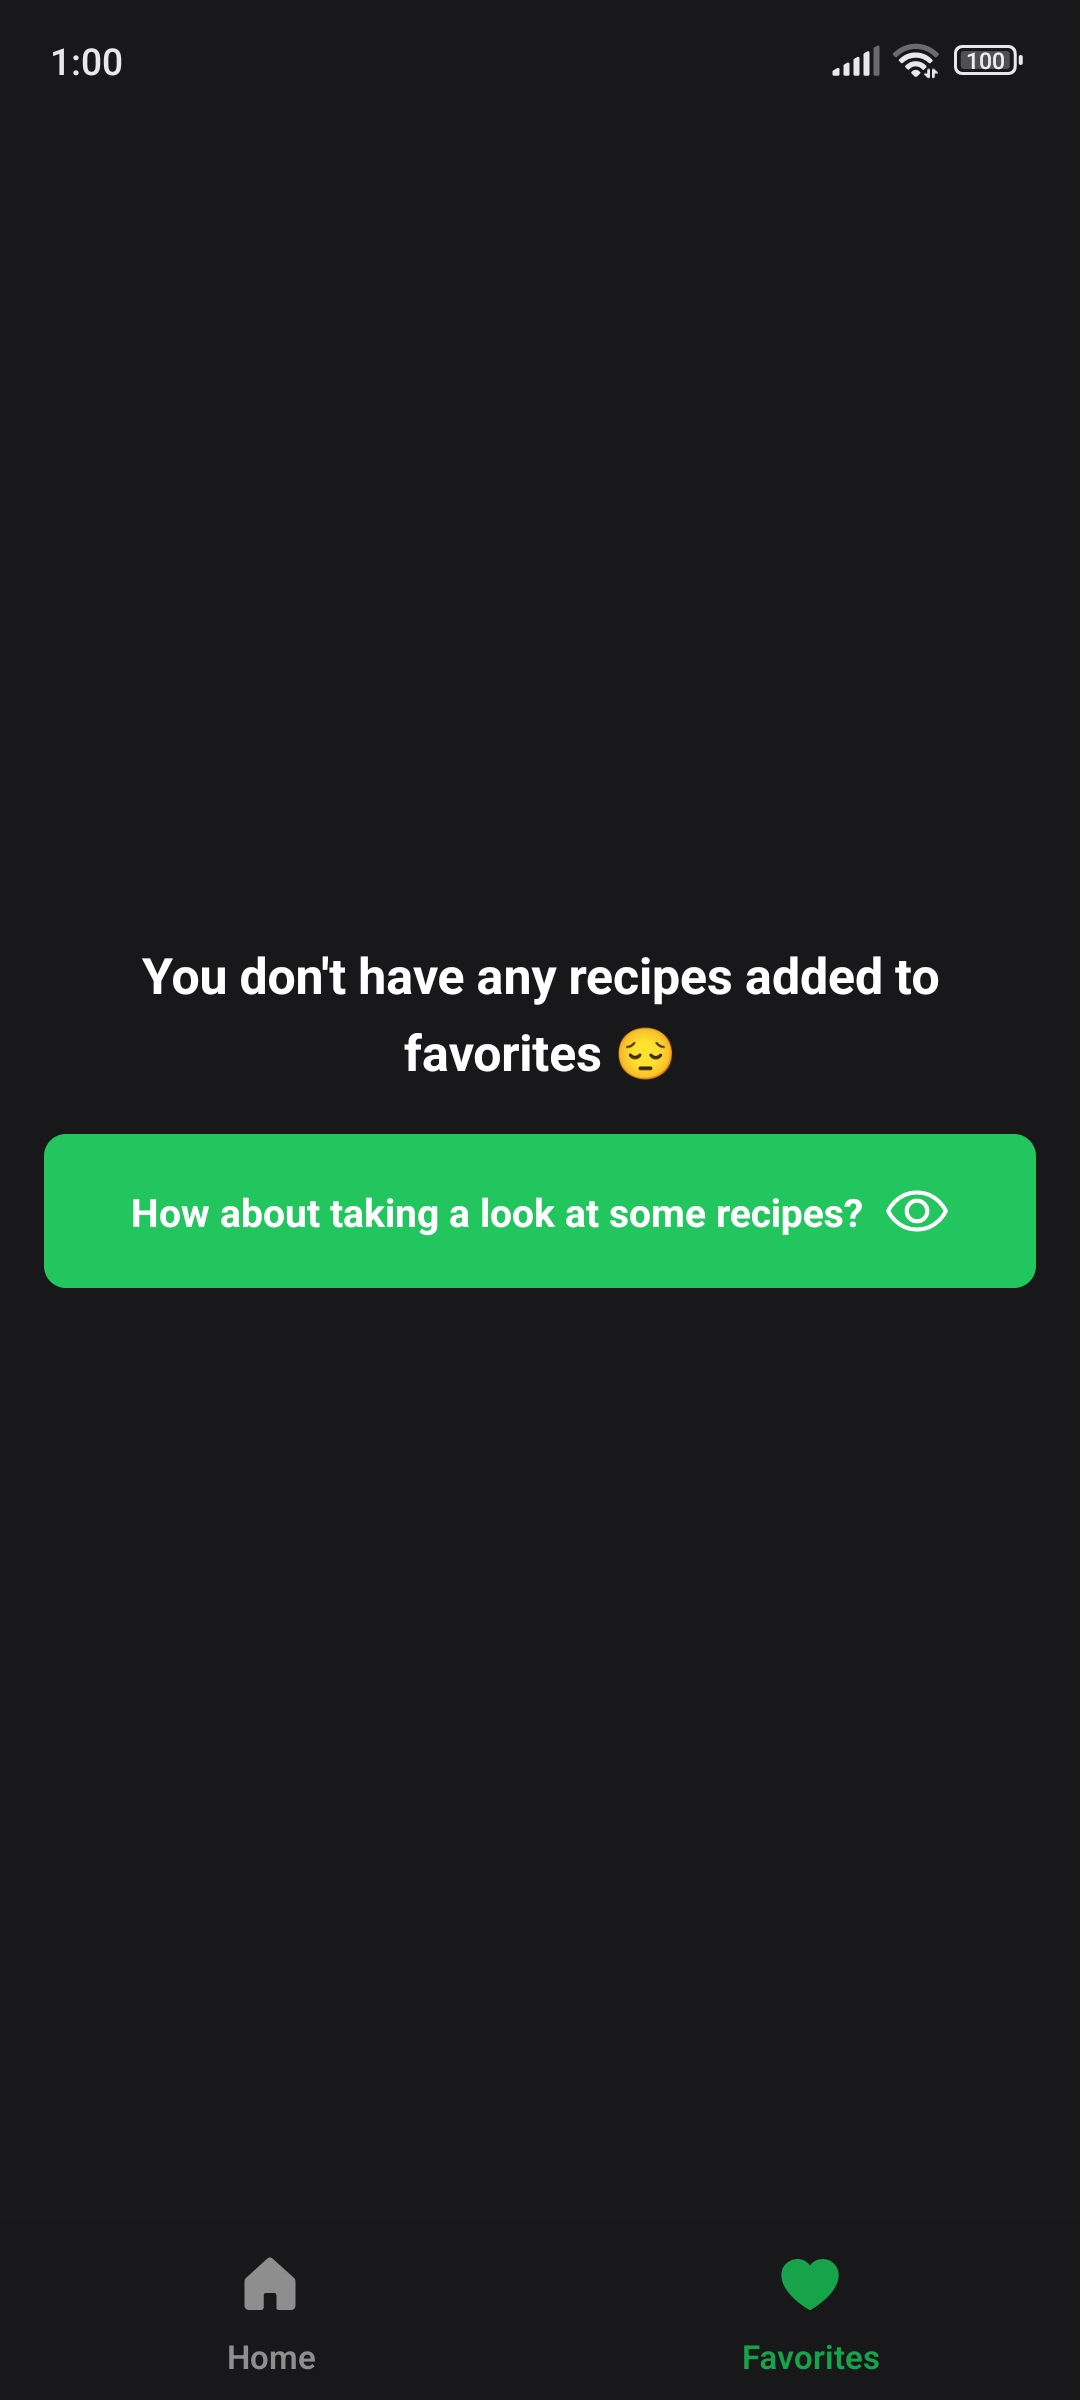 1:00
100
You don't have any recipes added to
favorites 😔
How about taking a look at some recipes?
Home
Favorites